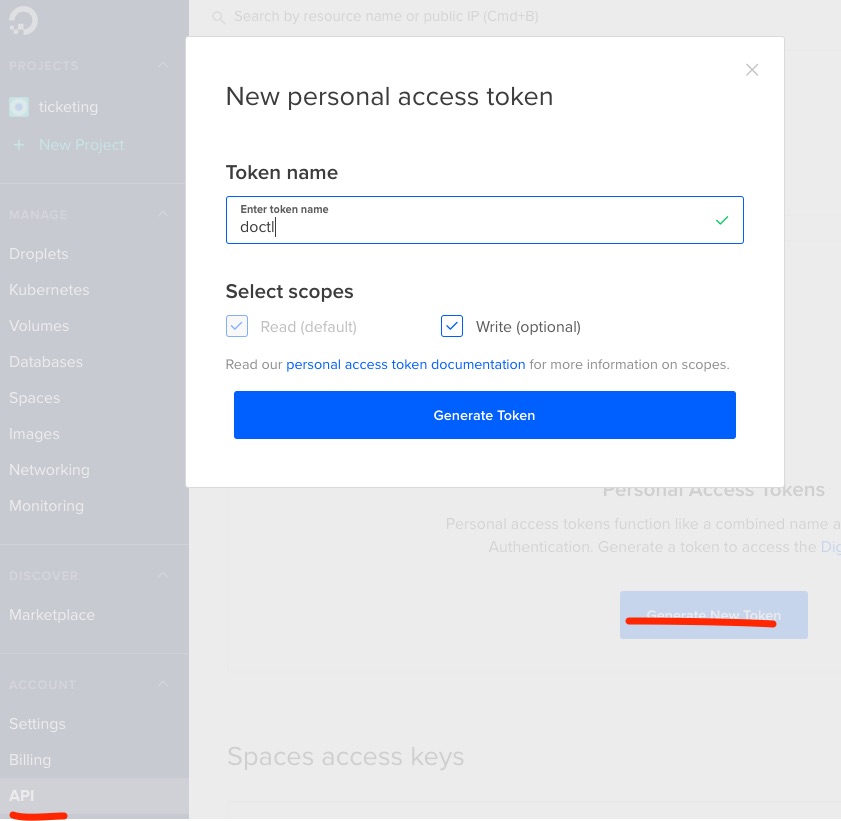 Search by resource name or public IP (Cmd+B)
PROJECTS
ticketing
+ New Project
MANAGE
Droplets
Kubernetes
Volumes
Databases
Spaces
Images
Networking
Monitoring
DISCOVER
Marketplace
ACCOUNT
Settings
Billing
API
New personal access token
Token name
Enter token name
doctl
Select scopes
Read (default) Write (optional)
Read our personal access token documentation for more information on scopes.
Generate Token
Personal Access Tokens
Personal access tokens function like a combined name a
Authentication. Generate a token to access the Dig
Generate New Token
Spaces access keys